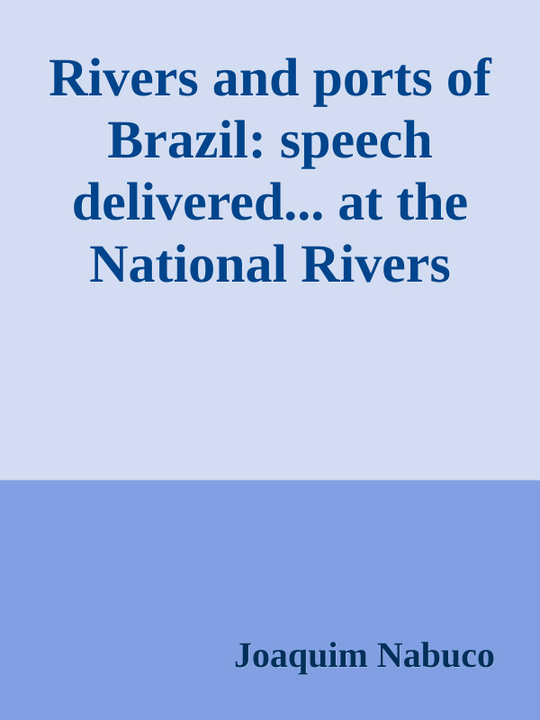 Rivers and ports of
Brazil: speech
delivered... at the
National Rivers
Joaquim Nabuco